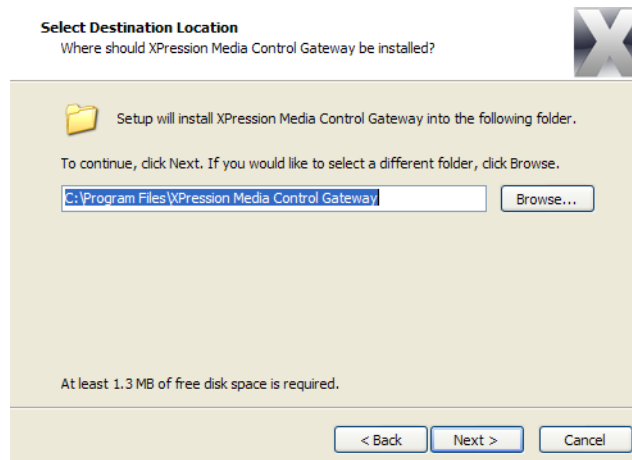 Select Destination Location
Where should XPression Media Control Gateway be installed?
X
Setup will install XPression Media Control Gateway into the following folder.
To continue, click Next. If you would like to select a different folder, click Browse.
C:\Program Files\XPression Media Control Gateway
Browse...
At least 1.3 MB of free disk space is required.
< Back
Next >
Cancel